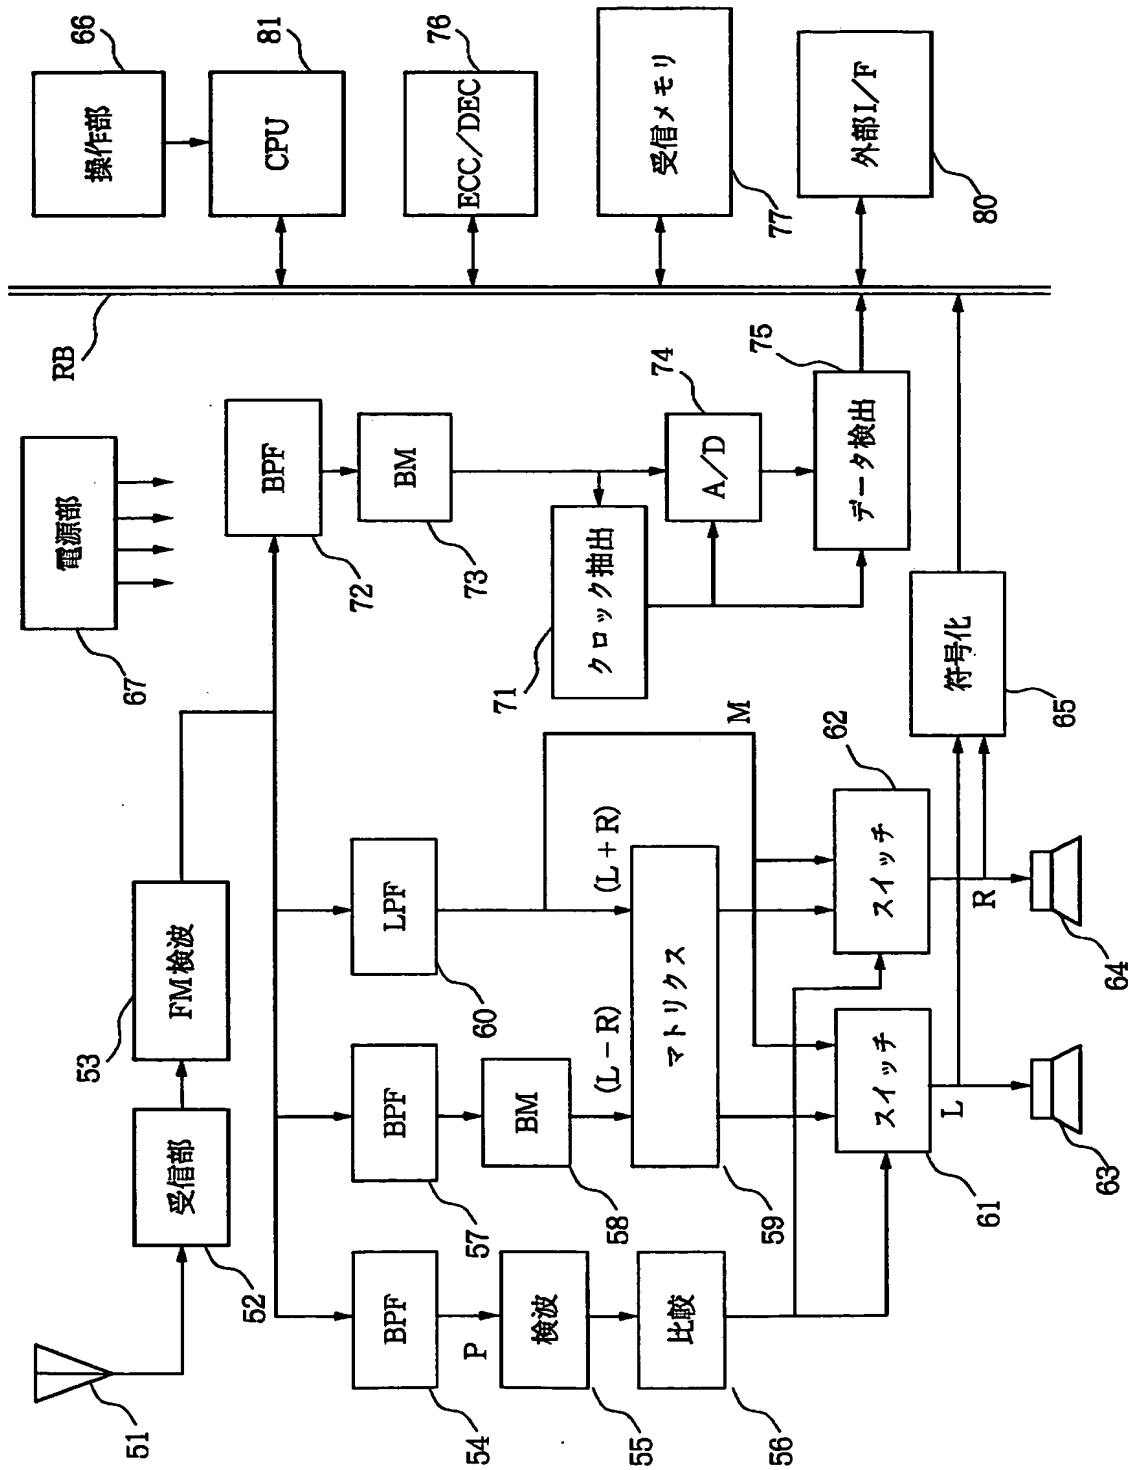 51
52
受信部
53
FM検波
67
電源部
66
操作部
54
BPF
57
BPF
60
LPF
72
BPF
RB
81
CPU
P
55
検波
58
BM
73
BM
76
ECC/DEC
56
比較
(L－R)
(L＋R)
59
マトリクス
71
クロック抽出
74
A/D
77
受信メモリ
M
61
スイッチ
62
スイッチ
75
データ検出
80
外部I/F
L
R
65
符号化
63
64